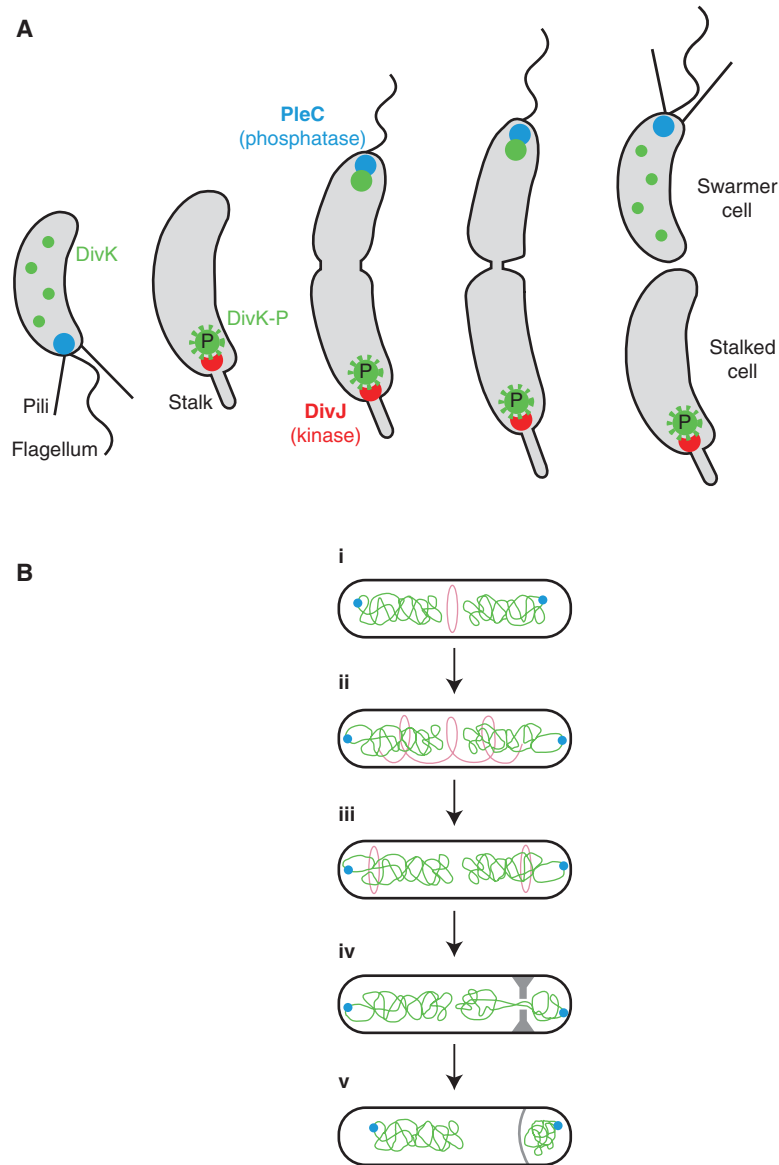 A
PleC
(phosphatase)
Swarmer
cell
DivK
DivK-P
P
P
P
P
Stalked
cell
Pili
Stalk
DivJ
(kinase)
Flagellum
B
i
ii
iii
iv
v